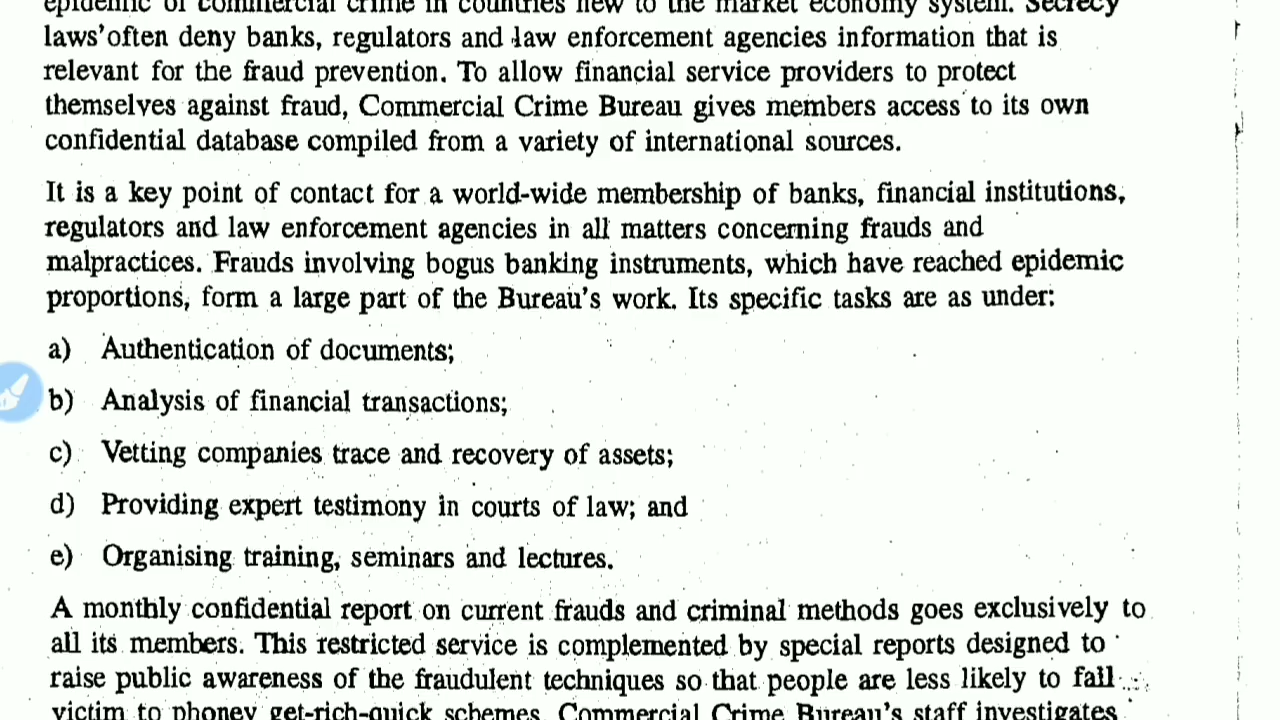 epidemic of commercial crime in countries new to the market economy system. Secrecy
laws often deny banks, regulators and law enforcement agencies information that is
relevant for the fraud prevention. To allow financial service providers to protect
themselves against fraud, Commercial Crime Bureau gives members access to its own
confidential database compiled from a variety of international sources.
It is a key point of contact for a world-wide membership of banks, financial institutions,
regulators and law enforcement agencies in all matters concerning frauds and
malpractices. Frauds involving bogus banking instruments, which have reached epidemic
proportions, form a large part of the Bureau's work. Its specific tasks are as under:
a) Authentication of documents;
b) Analysis of financial transactions;
c) Vetting companies trace and recovery of assets;
d) Providing expert testimony in courts of law; and
e) Organising training, seminars and lectures.
A monthly confidential report on current frauds and criminal methods goes exclusively to
all its members. This restricted service is complemented by special reports designed to
raise public awareness of the fraudulent techniques so that people are less likely to fall
victim to phoney get-rich-quick schemes. Commercial Crime Bureau's staff investigates